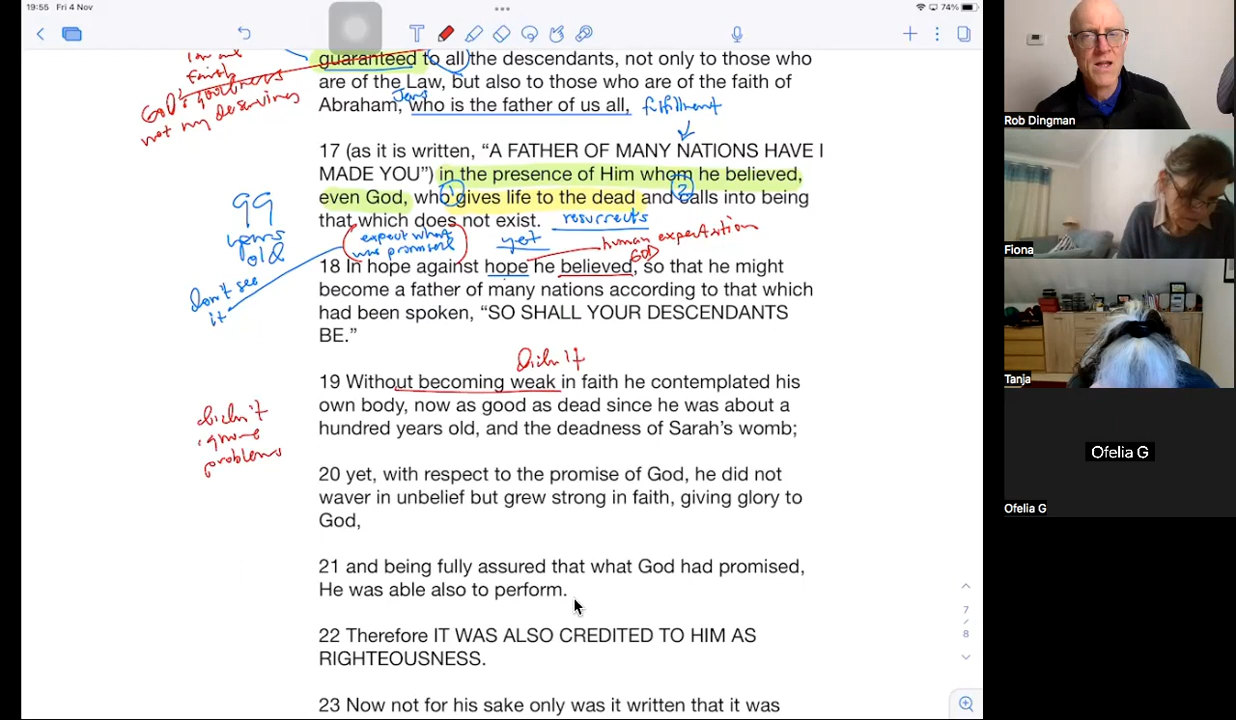 19:55 Fri 4 Nov
74%
guaranteed to all the descendants, not only to those who
are of the Law, but also to those who are of the faith of
Jews
Abraham, who is the father of us all, fulfillment
faith
God's goodness
not my deservings
17 (as it is written, “A FATHER OF MANY NATIONS HAVE I
MADE YOU”) in the presence of Him whom he believed,
1 2
even God, who gives life to the dead and calls into being
that which does not exist. resurrects
99
years
old
expect what
was promised
yet
human expectation
God
18 In hope against hope he believed, so that he might
become a father of many nations according to that which
had been spoken, “SO SHALL YOUR DESCENDANTS
BE.”
don't see
it
Didn't
19 Without becoming weak in faith he contemplated his
own body, now as good as dead since he was about a
hundred years old, and the deadness of Sarah’s womb;
didn't
ignore
problems
20 yet, with respect to the promise of God, he did not
waver in unbelief but grew strong in faith, giving glory to
God,
21 and being fully assured that what God had promised,
He was able also to perform.
22 Therefore IT WAS ALSO CREDITED TO HIM AS
RIGHTEOUSNESS.
23 Now not for his sake only was it written that it was
7
/
8
Rob Dingman
Fiona
Tanja
Ofelia G
Ofelia G